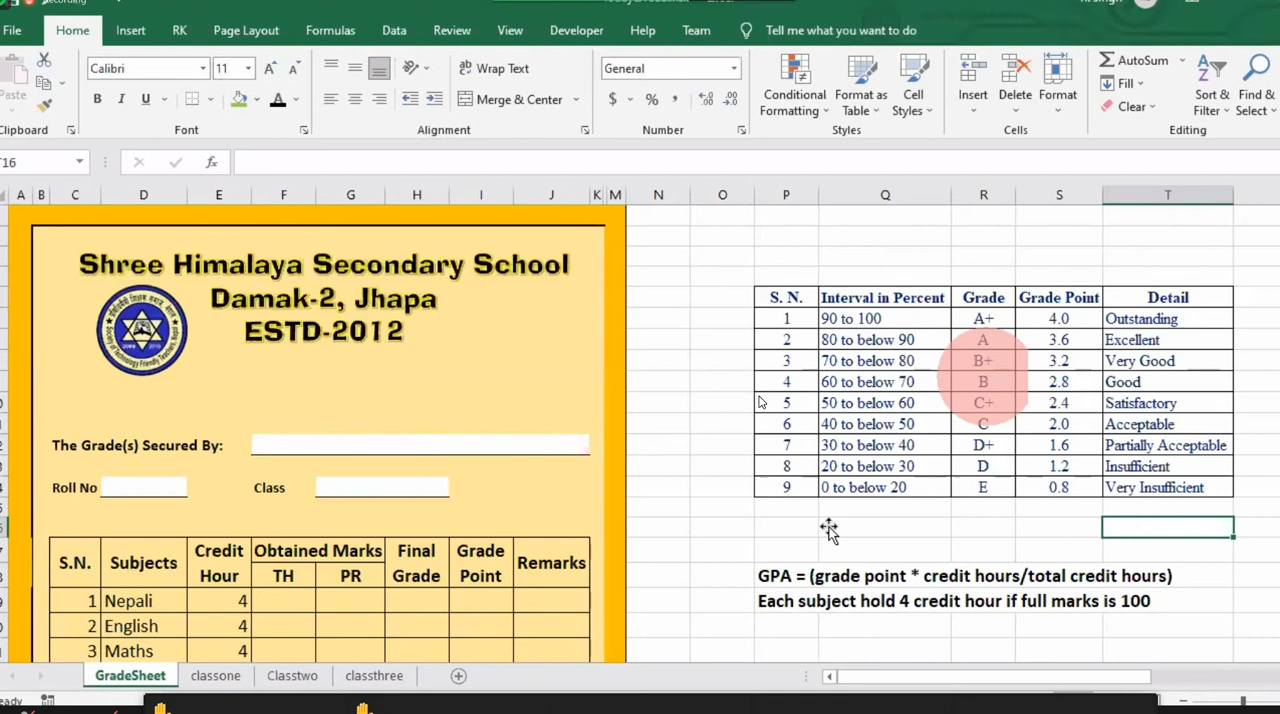 File Home Insert RK Page Layout Formulas Data Review View Developer Help Team Tell me what you want to do
Paste
Calibri 11
Wrap Text
General
Merge & Center
Conditional Formatting
Format as Table
Cell Styles
Insert
Delete
Format
AutoSum
Fill
Clear
Sort & Filter
Find & Select
Clipboard Font Alignment Number Styles Cells Editing
fx
A B C D E F G H I J K M N O P Q R S T
Shree Himalaya Secondary School
Damak-2, Jhapa
ESTD-2012
The Grade(s) Secured By:
Roll No Class
S.N. Subjects Credit Hour Obtained Marks TH PR Final Grade Grade Point Remarks
1 Nepali 4
2 English 4
3 Maths 4
S. N. Interval in Percent Grade Grade Point Detail
1 90 to 100 A+ 4.0 Outstanding
2 80 to below 90 A 3.6 Excellent
3 70 to below 80 B+ 3.2 Very Good
4 60 to below 70 B 2.8 Good
5 50 to below 60 C+ 2.4 Satisfactory
6 40 to below 50 C 2.0 Acceptable
7 30 to below 40 D+ 1.6 Partially Acceptable
8 20 to below 30 D 1.2 Insufficient
9 0 to below 20 E 0.8 Very Insufficient
GPA = (grade point * credit hours/total credit hours)
Each subject hold 4 credit hour if full marks is 100
GradeSheet classone Classtwo classthree